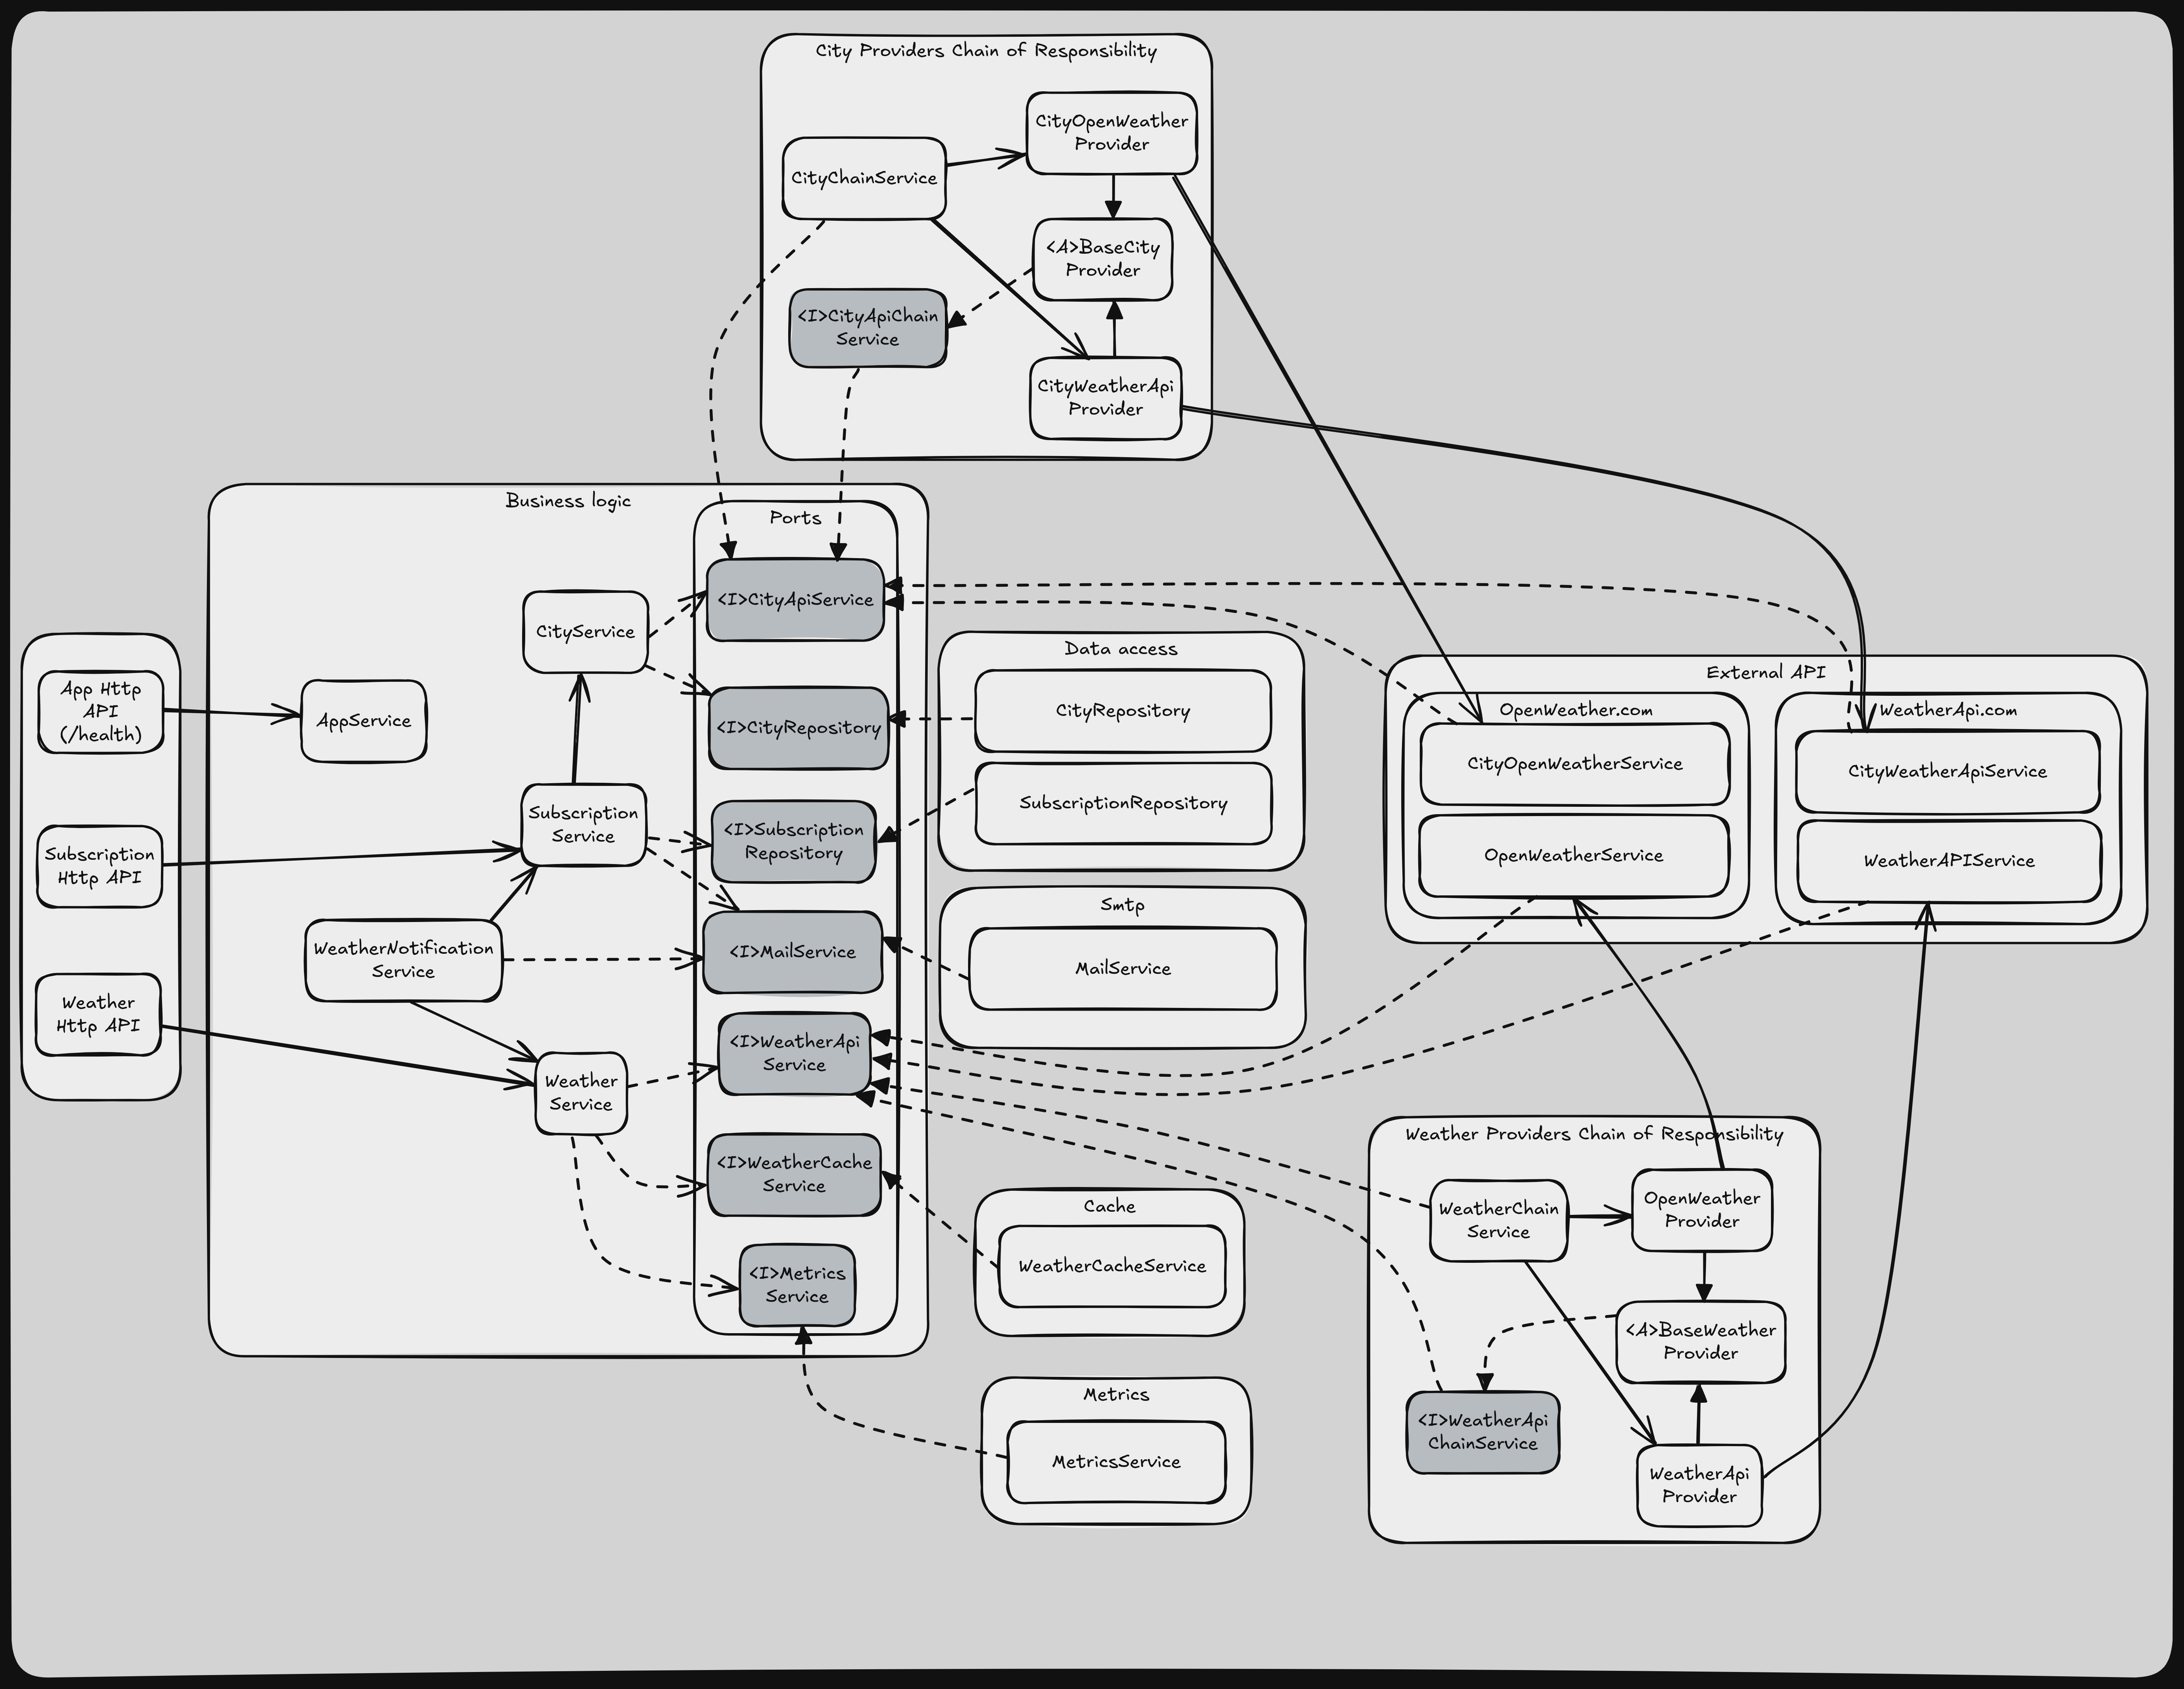 City Providers Chain of Responsibility
CityOpenWeather
Provider
CityChainService
<A>BaseCity
Provider
<I>CityApiChain
Service
CityWeatherApi
Provider
Business logic
Ports
<I>CityApiService
CityService
<I>CityRepository
AppService
Subscription
Service
<I>Subscription
Repository
WeatherNotification
Service
<I>MailService
<I>WeatherApi
Service
Weather
Service
<I>WeatherCache
Service
<I>Metrics
Service
App Http
API
(/health)
Subscription
Http API
Weather
Http API
Data access
CityRepository
SubscriptionRepository
Smtp
MailService
Cache
WeatherCacheService
Metrics
MetricsService
External API
OpenWeather.com
CityOpenWeatherService
OpenWeatherService
WeatherApi.com
CityWeatherApiService
WeatherAPIService
Weather Providers Chain of Responsibility
WeatherChain
Service
OpenWeather
Provider
<A>BaseWeather
Provider
<I>WeatherApi
ChainService
WeatherApi
Provider